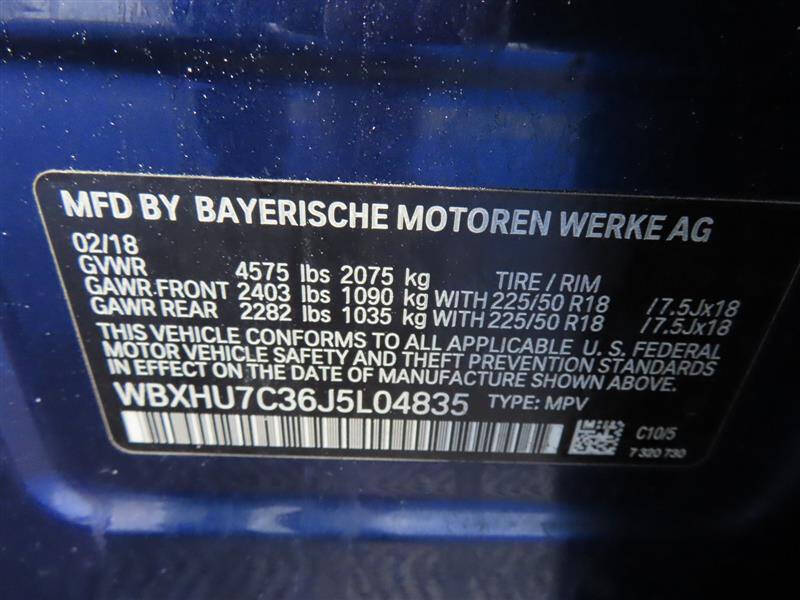 MFD BY BAYERISCHE MOTOREN WERKE AG
02/18
GVWR 4575 lbs 2075 kg TIRE / RIM
GAWR.FRONT 2403 lbs 1090 kg WITH 225/50 R18 /7.5Jx18
GAWR REAR 2282 lbs 1035 kg WITH 225/50 R18 /7.5Jx18
THIS VEHICLE CONFORMS TO ALL APPLICABLE U. S. FEDERAL
MOTOR VEHICLE SAFETY AND THEFT PREVENTION STANDARDS
IN EFFECT ON THE DATE OF MANUFACTURE SHOWN ABOVE.
WBXHU7C36J5L04835 TYPE: MPV
C10/5
7 320 730